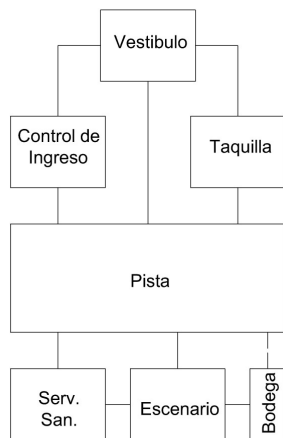 Vestibulo
Control de
Ingreso
Taquilla
Pista
Serv.
San.
Escenario
Bodega